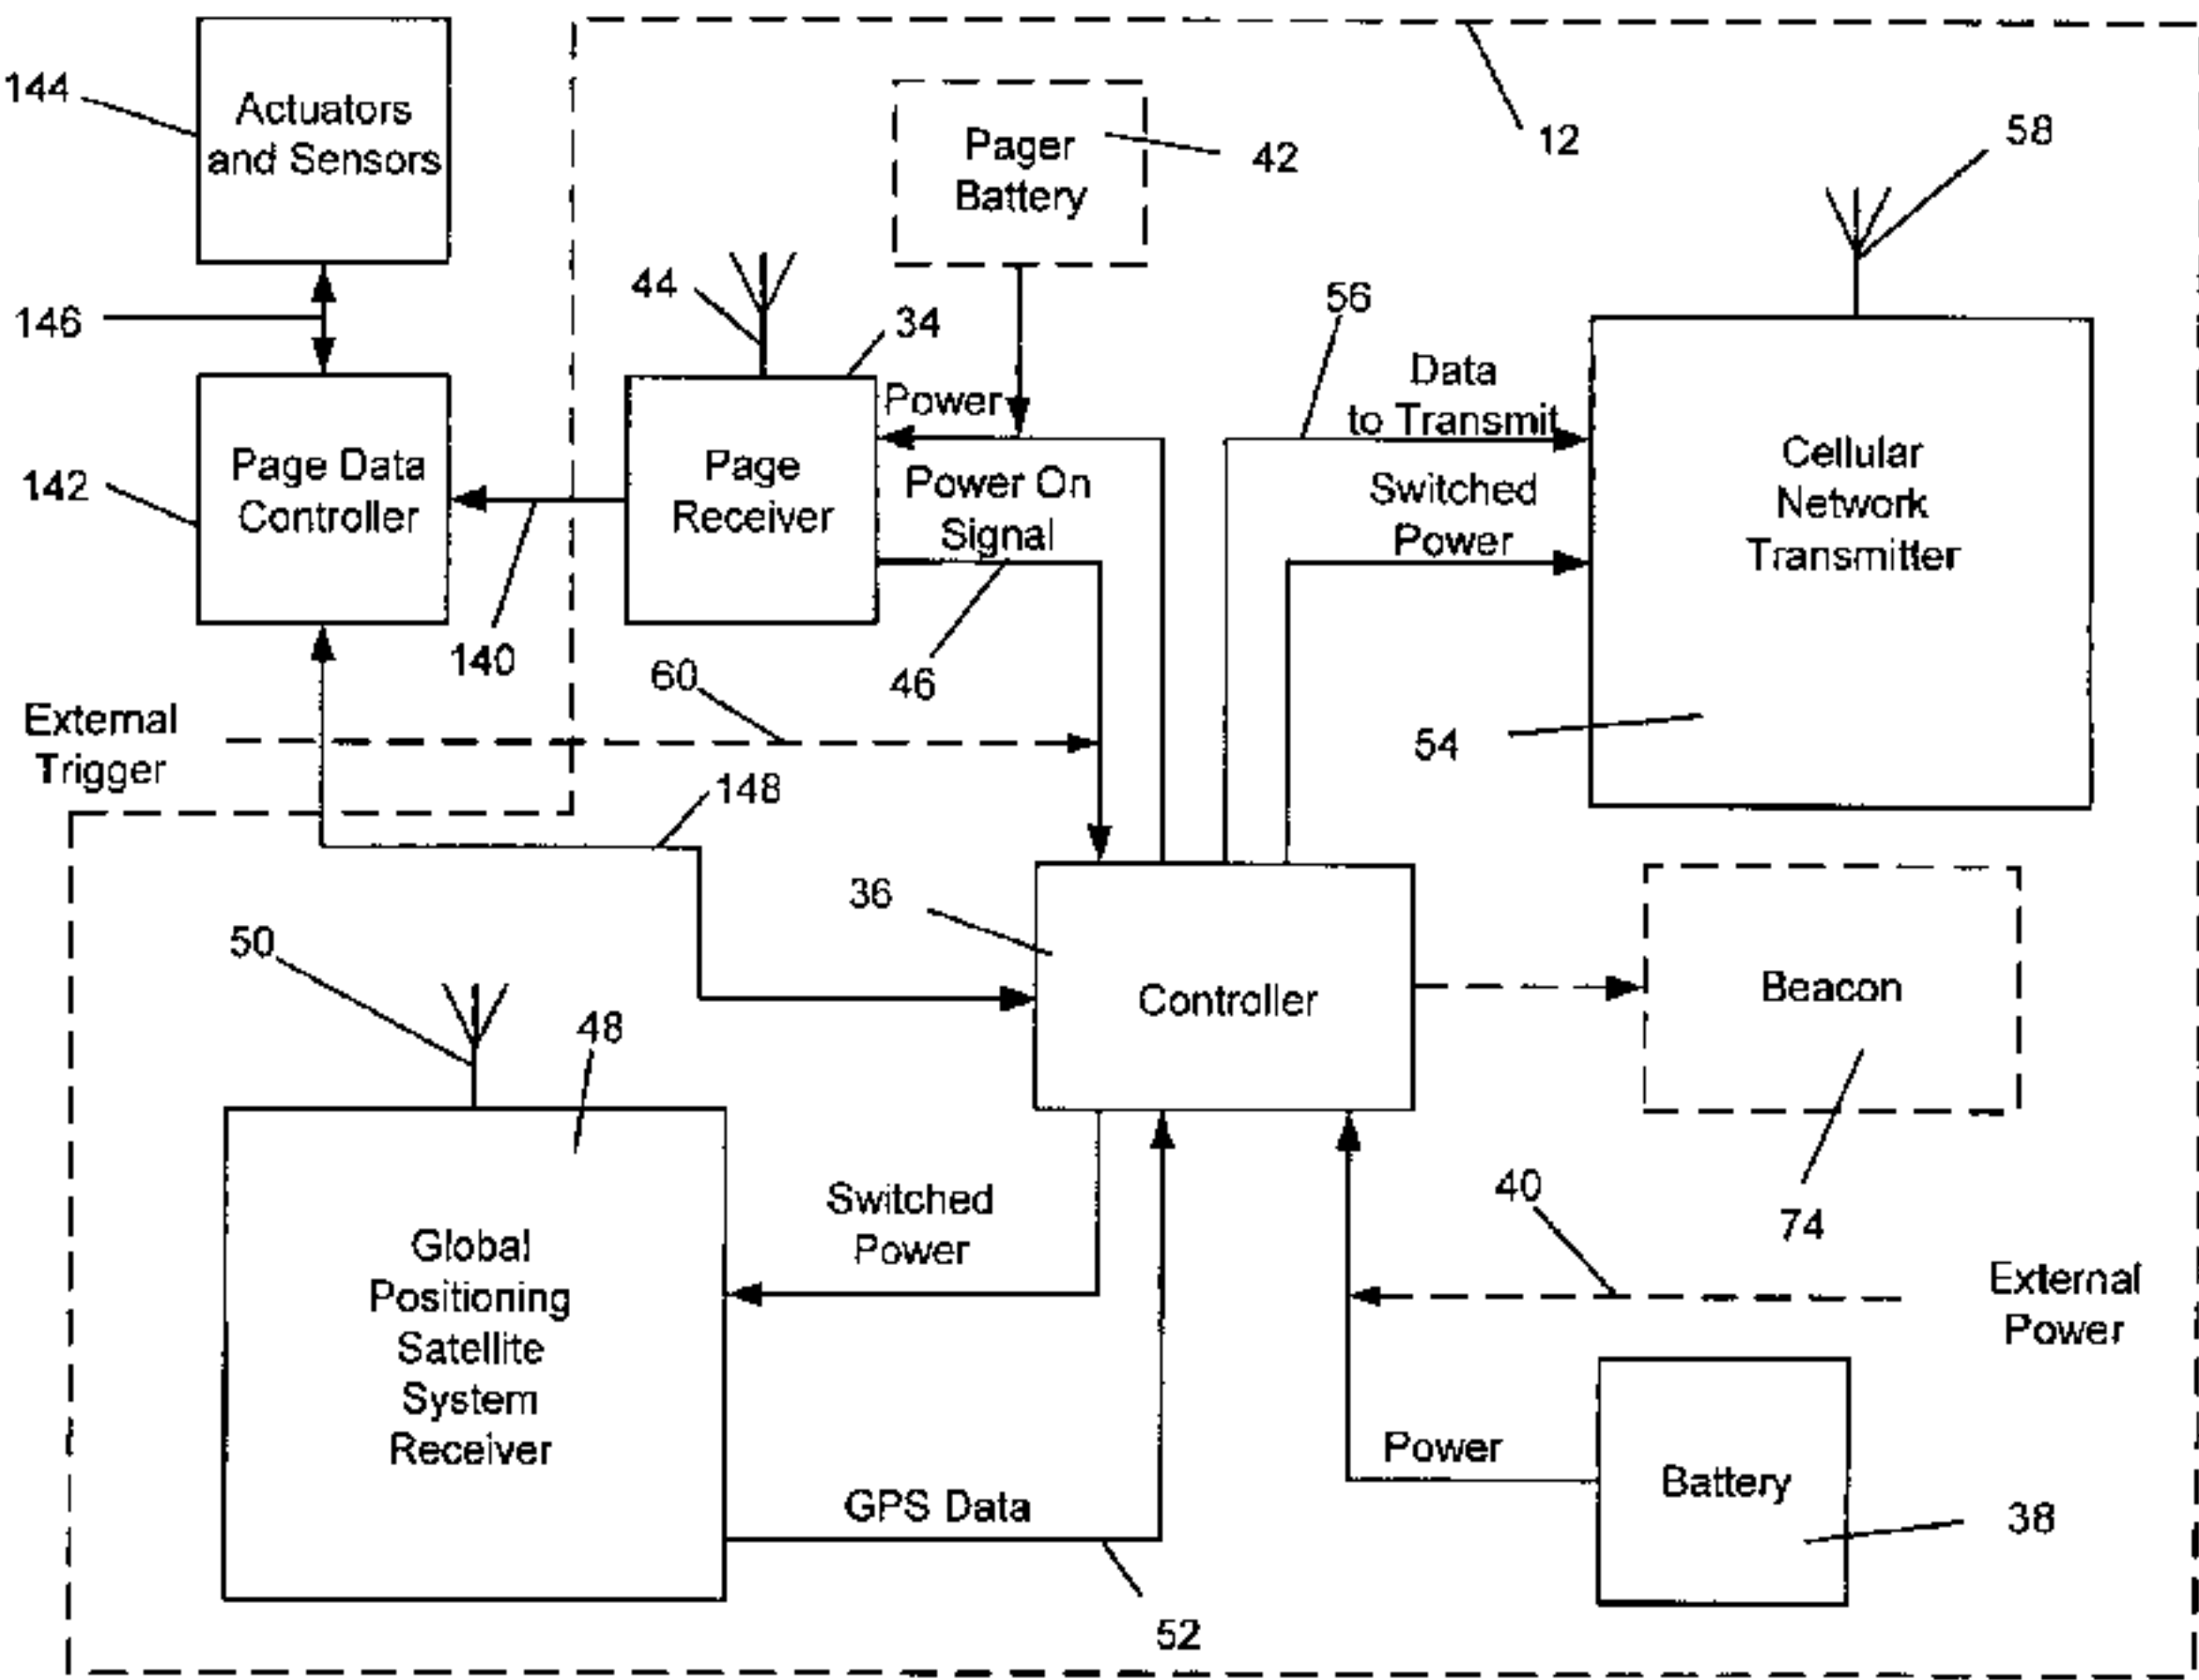 144
Actuators
and Sensors
146
142
Page Data
Controller
140
External
Trigger
12
Pager
Battery
42
44
34
Page
Receiver
Power
Power On
Signal
46
60
148
56
Data
to Transmit
Switched
Power
58
Cellular
Network
Transmitter
54
36
Controller
Beacon
74
50
48
Global
Positioning
Satellite
System
Receiver
Switched
Power
GPS Data
52
40
External
Power
Power
Battery
38